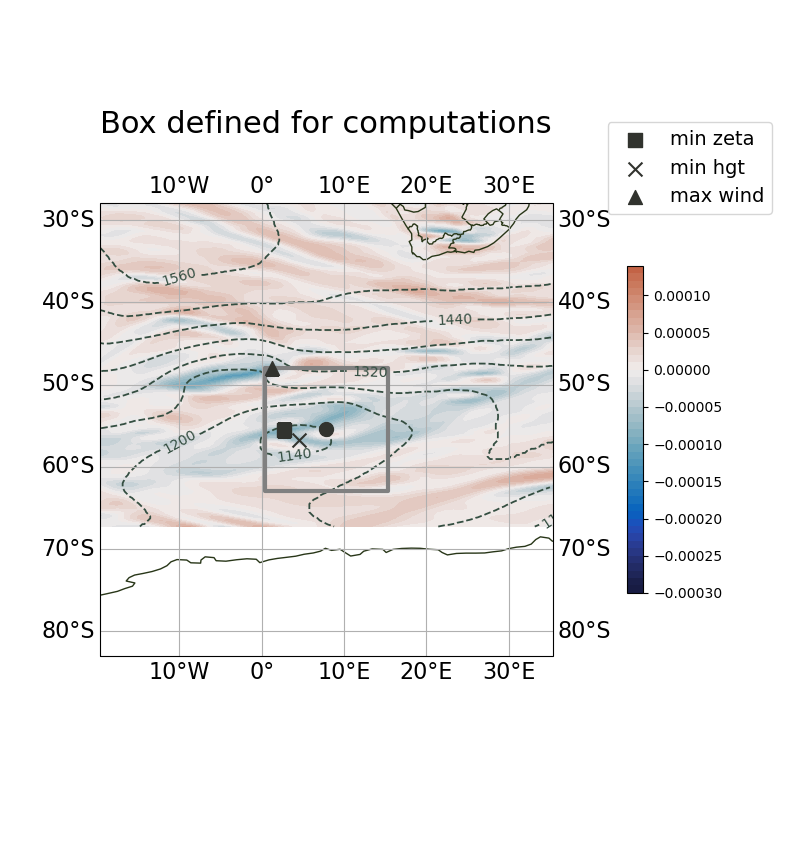 Box defined for computations
min zeta
min hgt
max wind
10°W 0° 10°E 20°E 30°E
30°S 30°S
1560
40°S 40°S
1440
1320
50°S 50°S
1200
1140
60°S 60°S
70°S 70°S
80°S 80°S
10°W 0° 10°E 20°E 30°E
0.00010
0.00005
0.00000
−0.00005
−0.00010
−0.00015
−0.00020
−0.00025
−0.00030